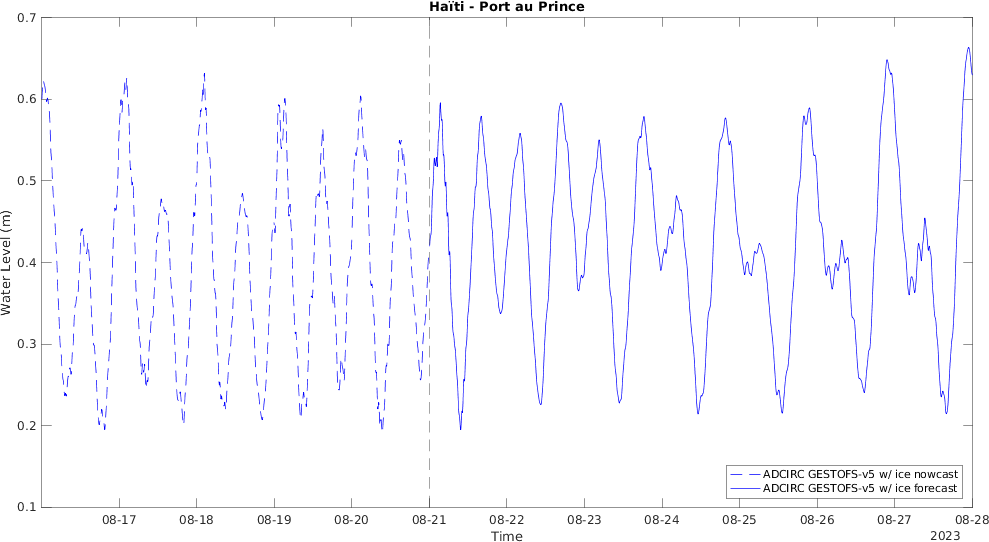 Haïti - Port au Prince
0.7
0.6
0.5
0.4
0.3
0.2
0.1
Water Level (m)
08-17 08-18 08-19 08-20 08-21 08-22 08-23 08-24 08-25 08-26 08-27 08-28
Time
2023
ADCIRC GESTOFS-v5 w/ ice nowcast
ADCIRC GESTOFS-v5 w/ ice forecast